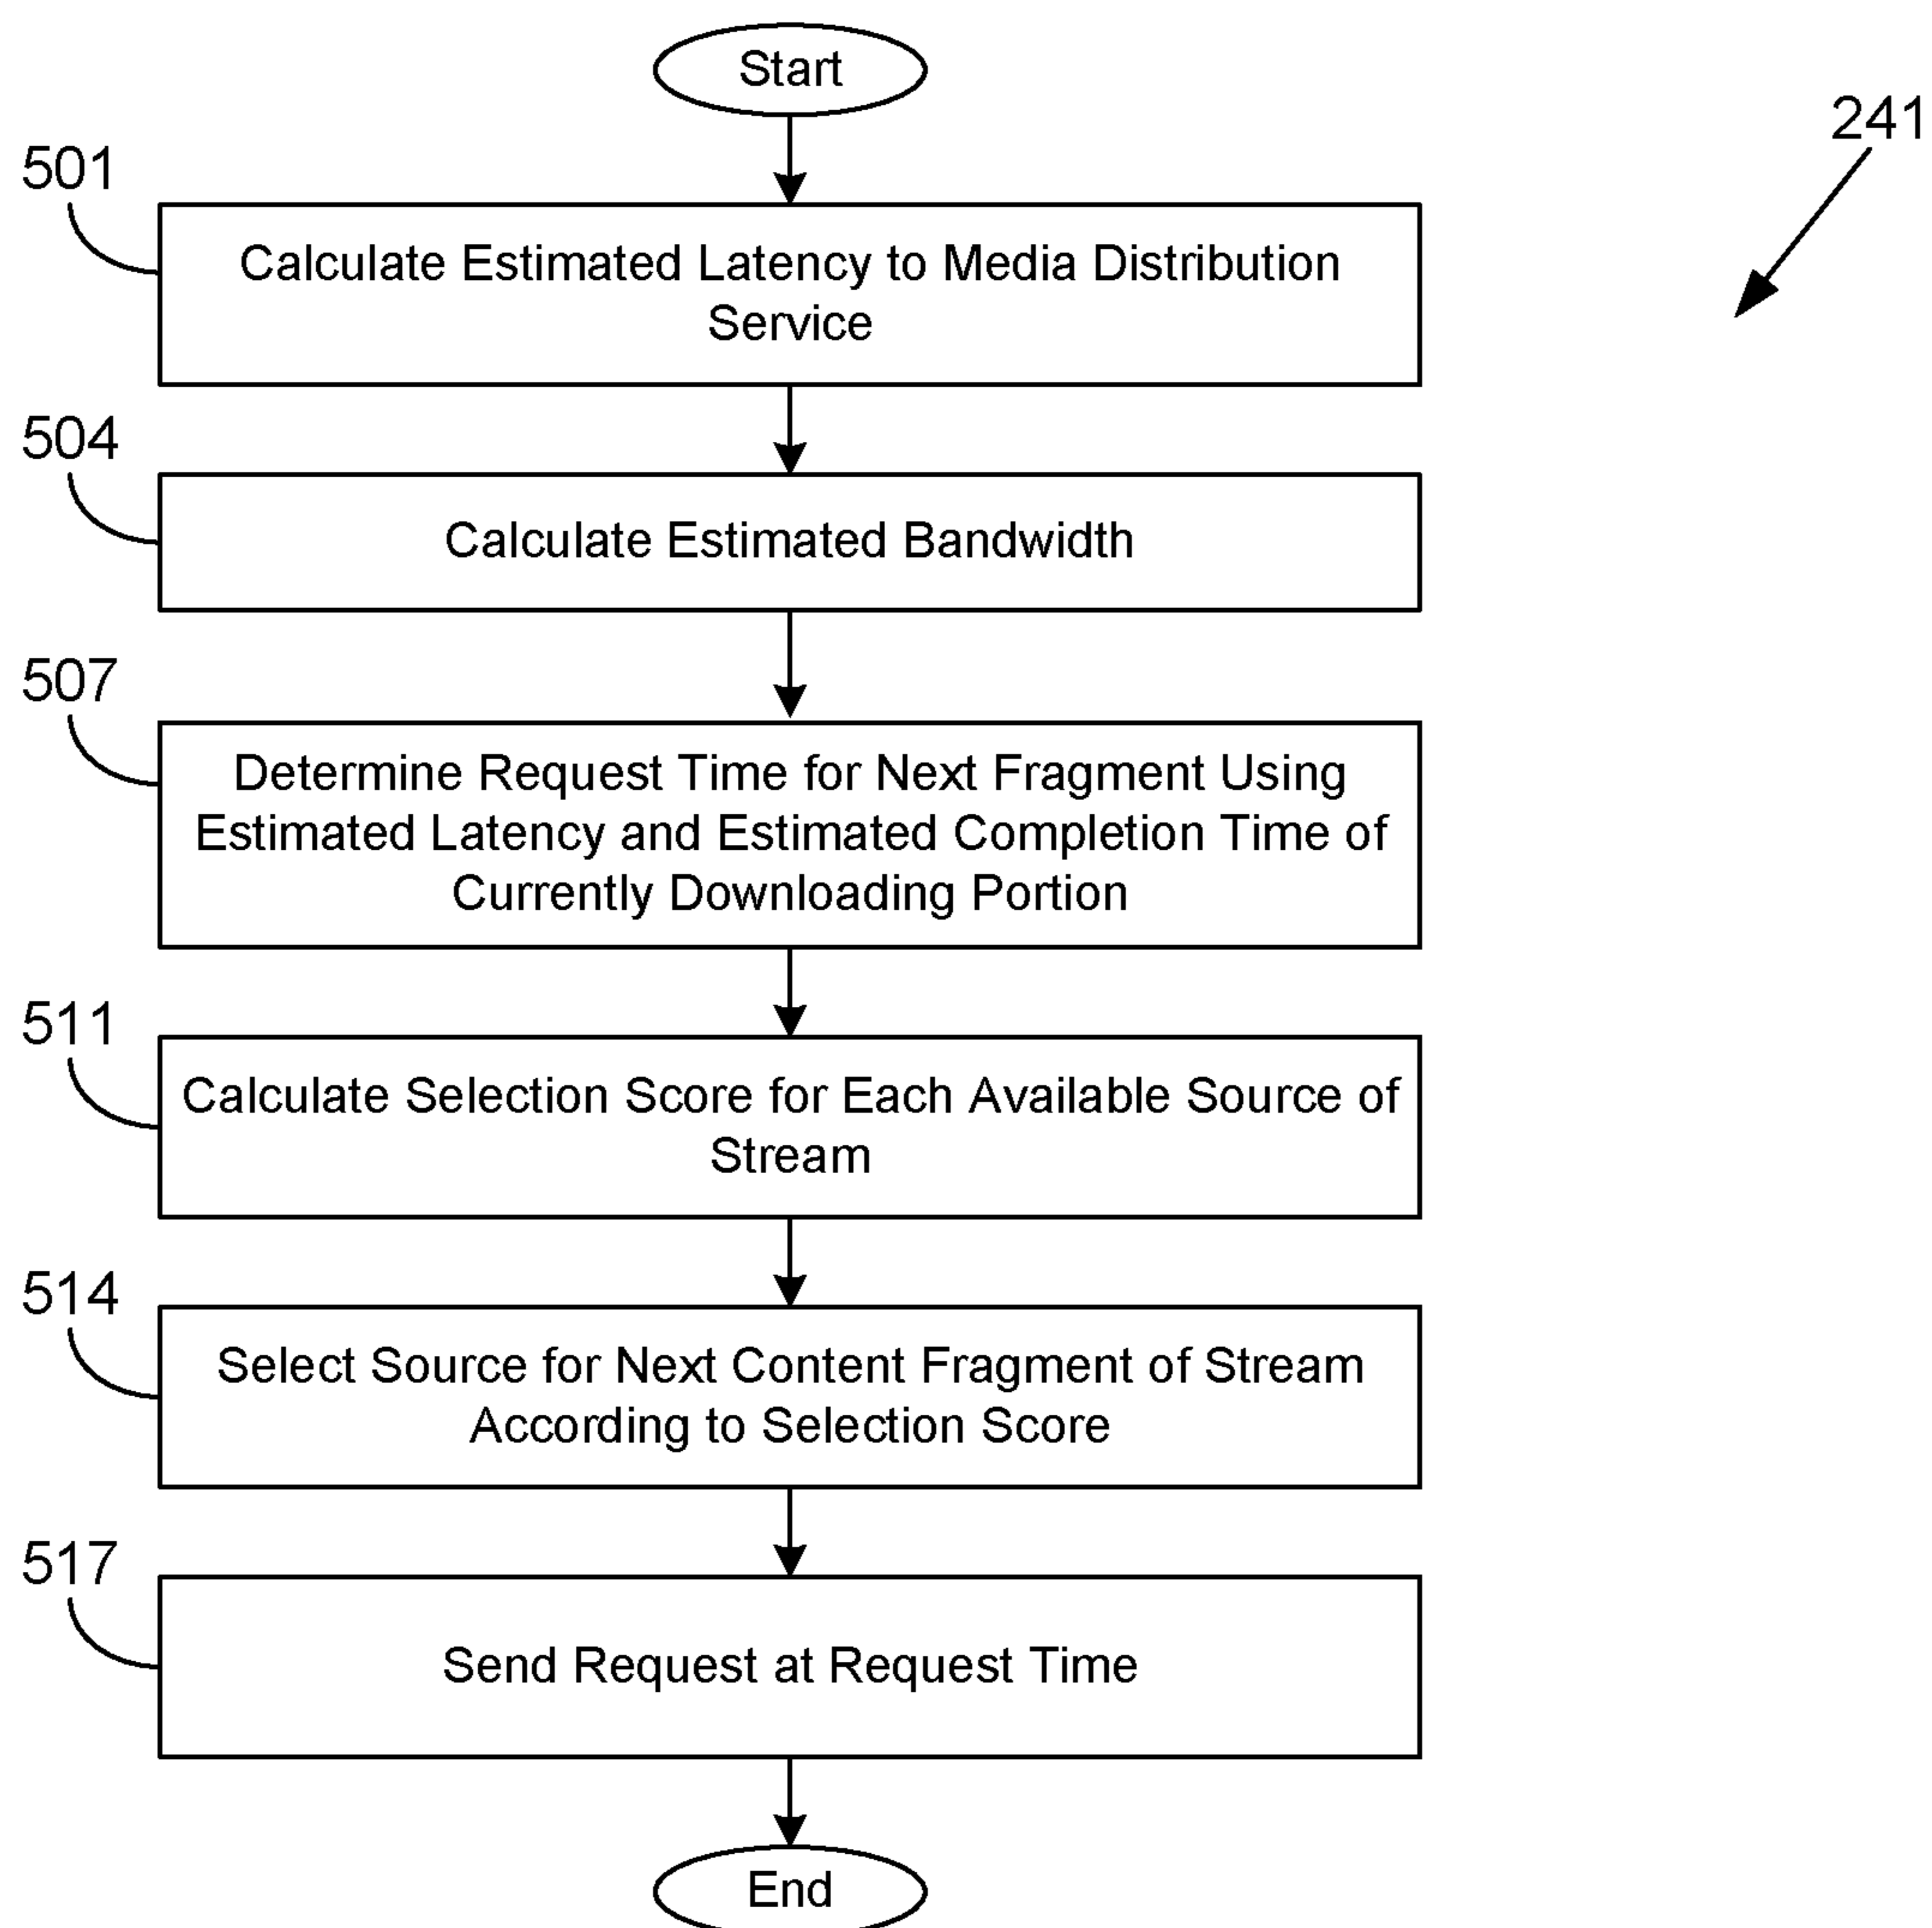 Start
241
501
Calculate Estimated Latency to Media Distribution
Service
504
Calculate Estimated Bandwidth
507
Determine Request Time for Next Fragment Using
Estimated Latency and Estimated Completion Time of
Currently Downloading Portion
511
Calculate Selection Score for Each Available Source of
Stream
514
Select Source for Next Content Fragment of Stream
According to Selection Score
517
Send Request at Request Time
End